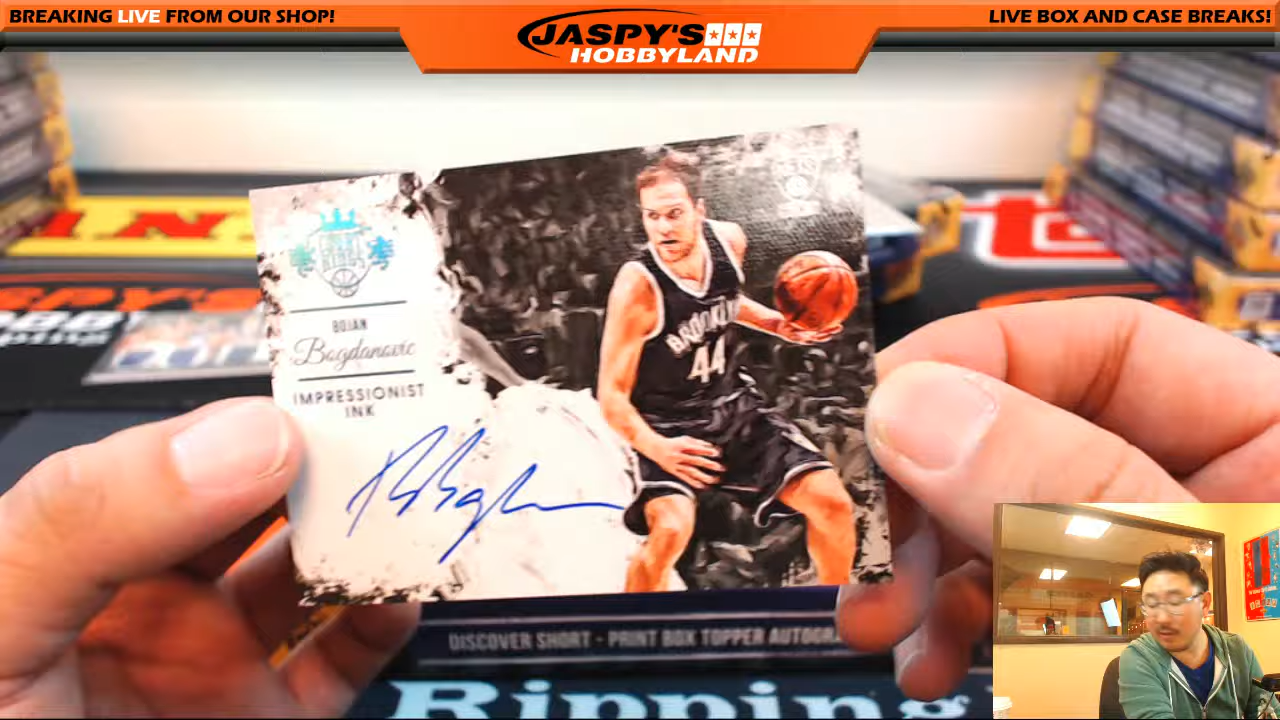 BREAKING LIVE FROM OUR SHOP!
JASPY'S
HOBBYLAND
LIVE BOX AND CASE BREAKS!
BOJAN
Bogdanovic
IMPRESSIONIST
INK
BROOKLYN
44
DISCOVER SHORT - PRINT BOX TOPPER AUTOGRA
Ripping